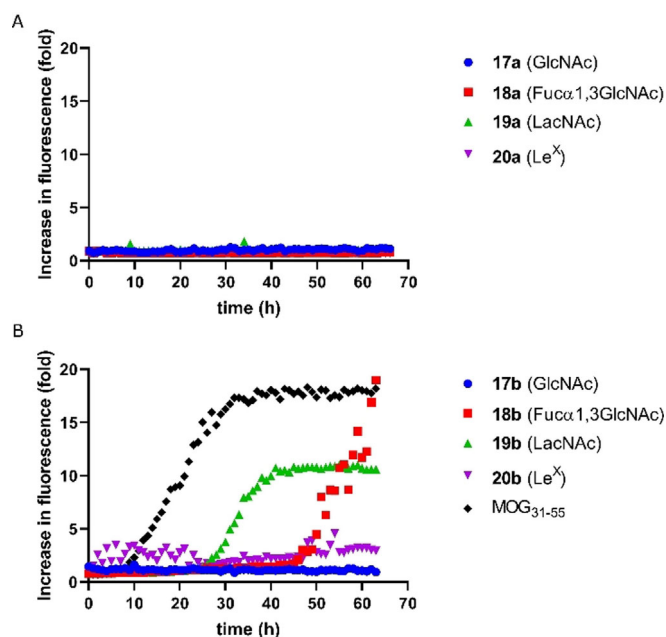 A
Increase in fluorescence (fold)
20
15
10
5
0
0 10 20 30 40 50 60 70
time (h)
17a (GlcNAc)
18a (Fucα1,3GlcNAc)
19a (LacNAc)
20a (Le^X)
B
Increase in fluorescence (fold)
20
15
10
5
0
0 10 20 30 40 50 60 70
time (h)
17b (GlcNAc)
18b (Fucα1,3GlcNAc)
19b (LacNAc)
20b (Le^X)
MOG31-55